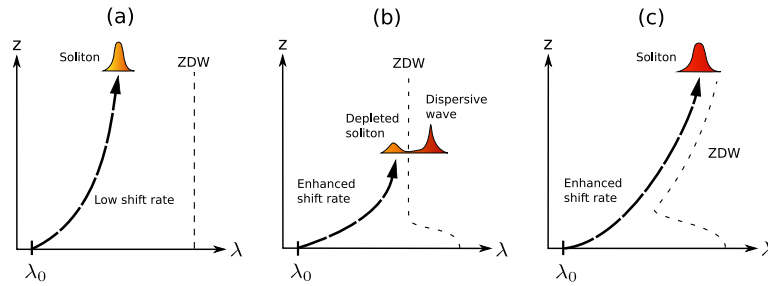 (a)
z
Soliton
ZDW
Low shift rate
λ₀
λ
(b)
z
ZDW
Dispersive
wave
Depleted
soliton
Enhanced
shift rate
λ₀
λ
(c)
z
Soliton
ZDW
Enhanced
shift rate
λ₀
λ